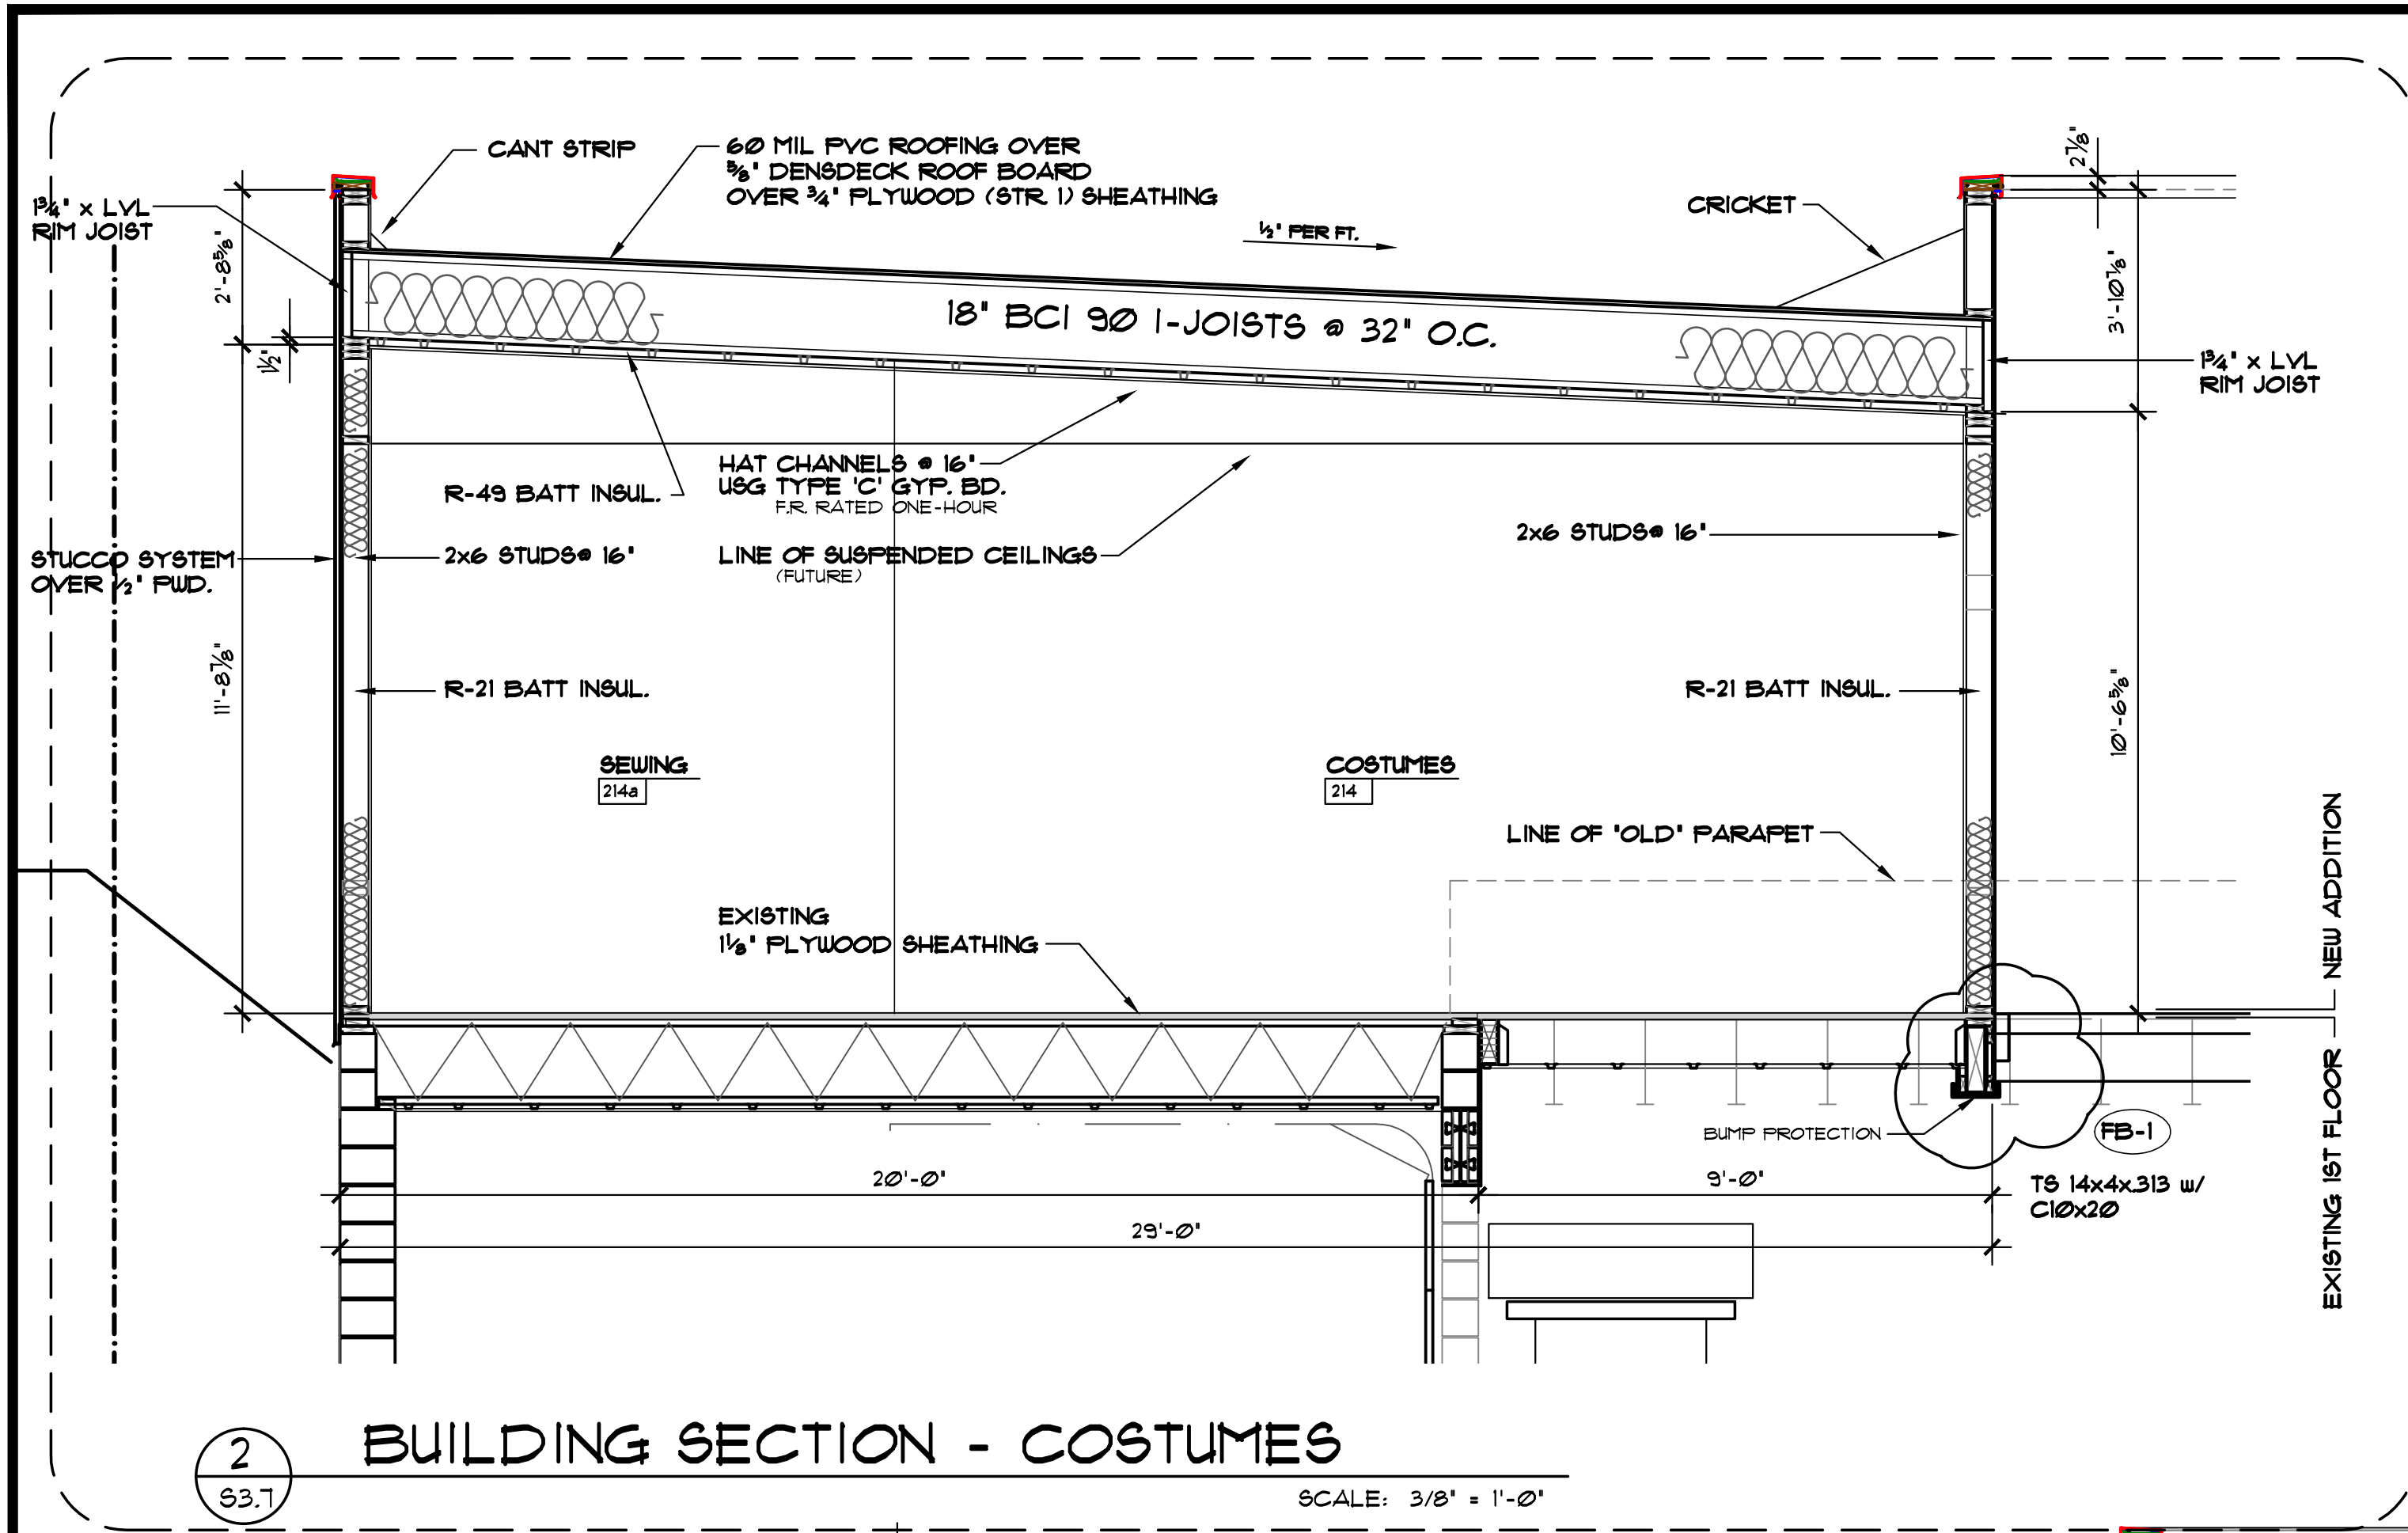 CANT STRIP
60 MIL PVC ROOFING OVER
5/8" DENSDECK ROOF BOARD
OVER 3/4" PLYWOOD (STR. 1) SHEATHING
2 7/8"
1 3/4" x LVL
RIM JOIST
CRICKET
1/2" PER FT.
2'-8 5/8"
3'-10 7/8"
18" BCI 90 I-JOISTS @ 32" O.C.
1 1/2"
1 3/4" x LVL
RIM JOIST
HAT CHANNELS @ 16"
USG TYPE 'C' GYP. BD.
F.R. RATED ONE-HOUR
R-49 BATT INSUL.
2x6 STUDS@ 16"
STUCCO SYSTEM
OVER 1/2" PWD.
2x6 STUDS@ 16"
LINE OF SUSPENDED CEILINGS
(FUTURE)
11'-8 7/8"
R-21 BATT INSUL.
R-21 BATT INSUL.
10'-6 5/8"
SEWING
214a
COSTUMES
214
LINE OF "OLD" PARAPET
NEW ADDITION
EXISTING
1 1/8" PLYWOOD SHEATHING
EXISTING 1ST FLOOR
BUMP PROTECTION
FB-1
20'-0"
9'-0"
TS 14x4x.313 w/
C10x20
29'-0"
2
S3.7
BUILDING SECTION - COSTUMES
SCALE: 3/8" = 1'-0"